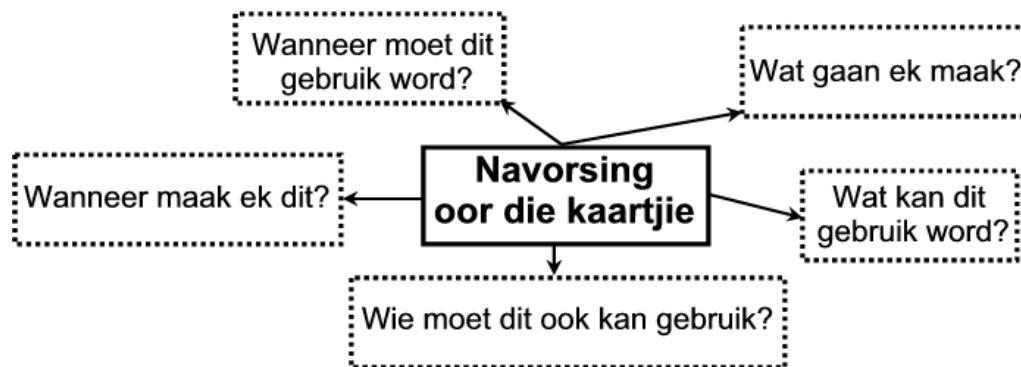 Wanneer moet dit
gebruik word?
Wat gaan ek maak?
Navorsing
oor die kaartjie
Wanneer maak ek dit?
Wat kan dit
gebruik word?
Wie moet dit ook kan gebruik?